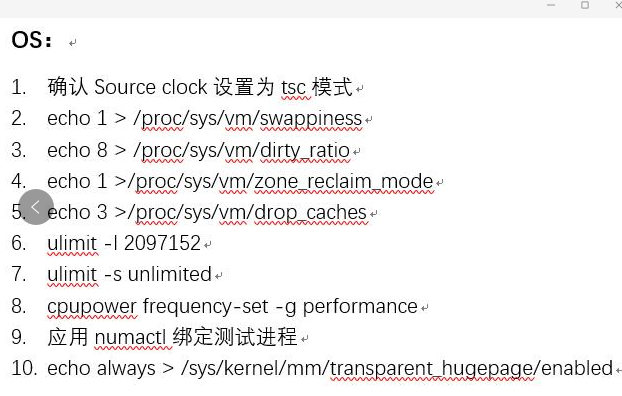 OS：
1. 确认 Source clock 设置为 tsc 模式
2. echo 1 > /proc/sys/vm/swappiness
3. echo 8 > /proc/sys/vm/dirty_ratio
4. echo 1 >/proc/sys/vm/zone_reclaim_mode
5. echo 3 >/proc/sys/vm/drop_caches
6. ulimit -l 2097152
7. ulimit -s unlimited
8. cpupower frequency-set -g performance
9. 应用 numactl 绑定测试进程
10. echo always > /sys/kernel/mm/transparent_hugepage/enabled